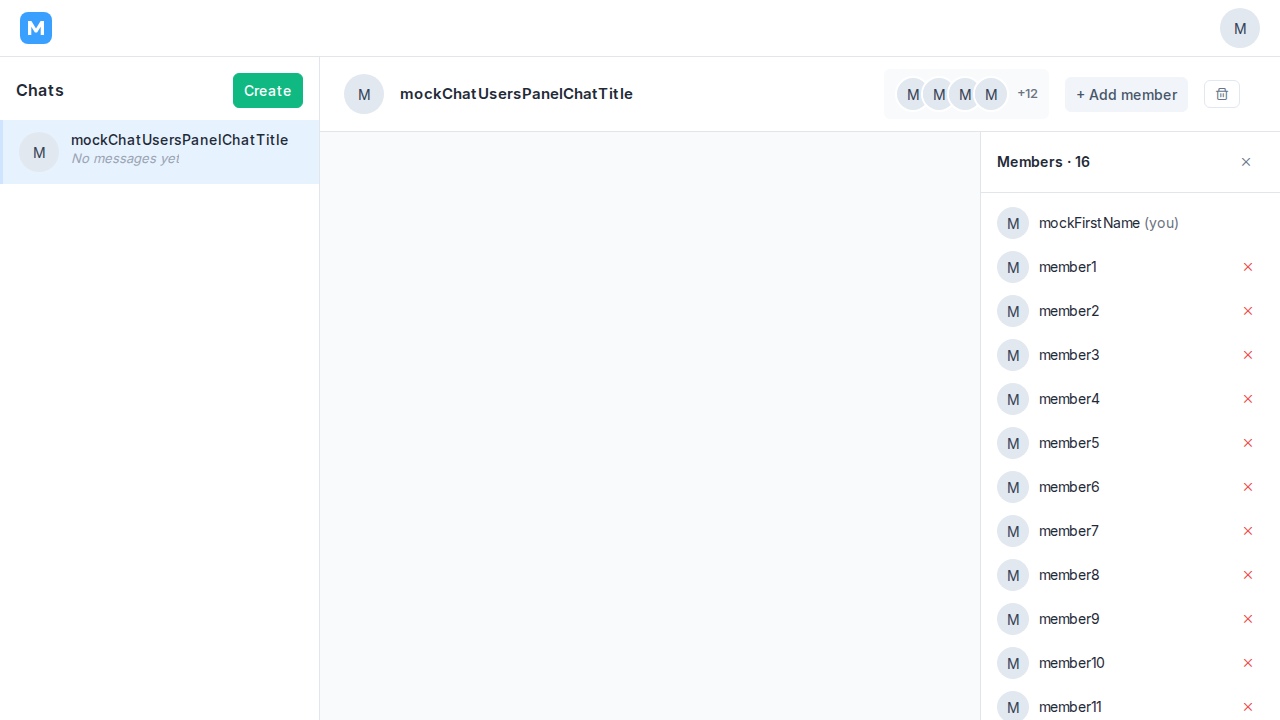 M
M
Chats
Create
M
mockChatUsersPanelChatTitle
No messages yet
M
mockChatUsersPanelChatTitle
M
M
M
M
+12
+ Add member
Members · 16
×
M
mockFirstName (you)
M
member1
×
M
member2
×
M
member3
×
M
member4
×
M
member5
×
M
member6
×
M
member7
×
M
member8
×
M
member9
×
M
member10
×
M
member11
×